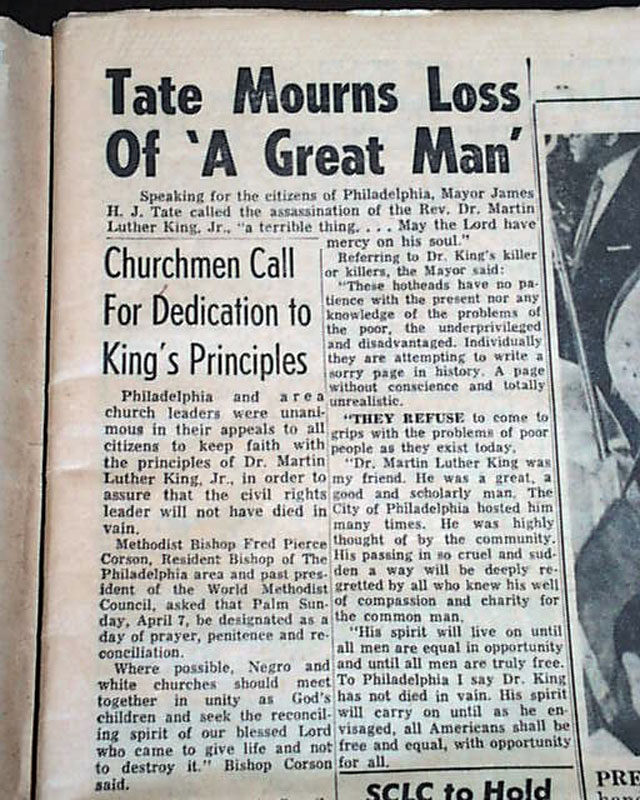 Tate Mourns Loss
Of 'A Great Man'
Speaking for the citizens of Philadelphia, Mayor James
H. J. Tate called the assassination of the Rev. Dr. Martin
Luther King, Jr., "a terrible thing. . . . May the Lord have
mercy on his soul."
Referring to Dr. King's killer
or killers, the Mayor said:
"These hotheads have no pa-
tience with the present nor any
knowledge of the problems of
the poor, the underprivileged
and disadvantaged. Individually
they are attempting to write a
sorry page in history. A page
without conscience and totally
unrealistic.
"THEY REFUSE to come to
grips with the problems of poor
people as they exist today.
"Dr. Martin Luther King was
my friend. He was a great, a
good and scholarly man. The
City of Philadelphia hosted him
many times. He was highly
thought of by the community.
His passing in so cruel and sud-
den a way will be deeply re-
gretted by all who knew his well
of compassion and charity for
the common man.
"His spirit will live on until
all men are equal in opportunity
and until all men are truly free.
To Philadelphia I say Dr. King
has not died in vain. His spirit
will carry on until as he en-
visaged, all Americans shall be
free and equal, with opportunity
for all.
Churchmen Call
For Dedication to
King's Principles
Philadelphia and area
church leaders were unani-
mous in their appeals to all
citizens to keep faith with
the principles of Dr. Martin
Luther King, Jr., in order to
assure that the civil rights
leader will not have died in
vain.
Methodist Bishop Fred Pierce
Corson, Resident Bishop of The
Philadelphia area and past pres-
ident of the World Methodist
Council, asked that Palm Sun-
day, April 7, be designated as a
day of prayer, penitence and re-
conciliation.
Where possible, Negro and
white churches should meet
together in unity as God's
children and seek the reconcil-
ing spirit of our blessed Lord
who came to give life and not
to destroy it." Bishop Corson
said.
SCLC to Hold
PRE